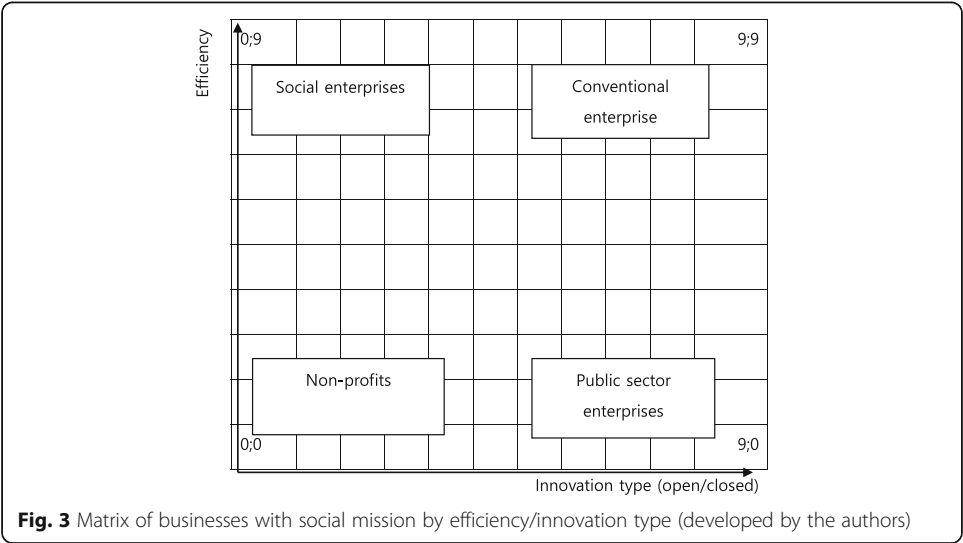 Efficiency
0;9
9;9
Social enterprises
Conventional
enterprise
Non-profits
Public sector
enterprises
0;0
9;0
Innovation type (open/closed)
Fig. 3 Matrix of businesses with social mission by efficiency/innovation type (developed by the authors)